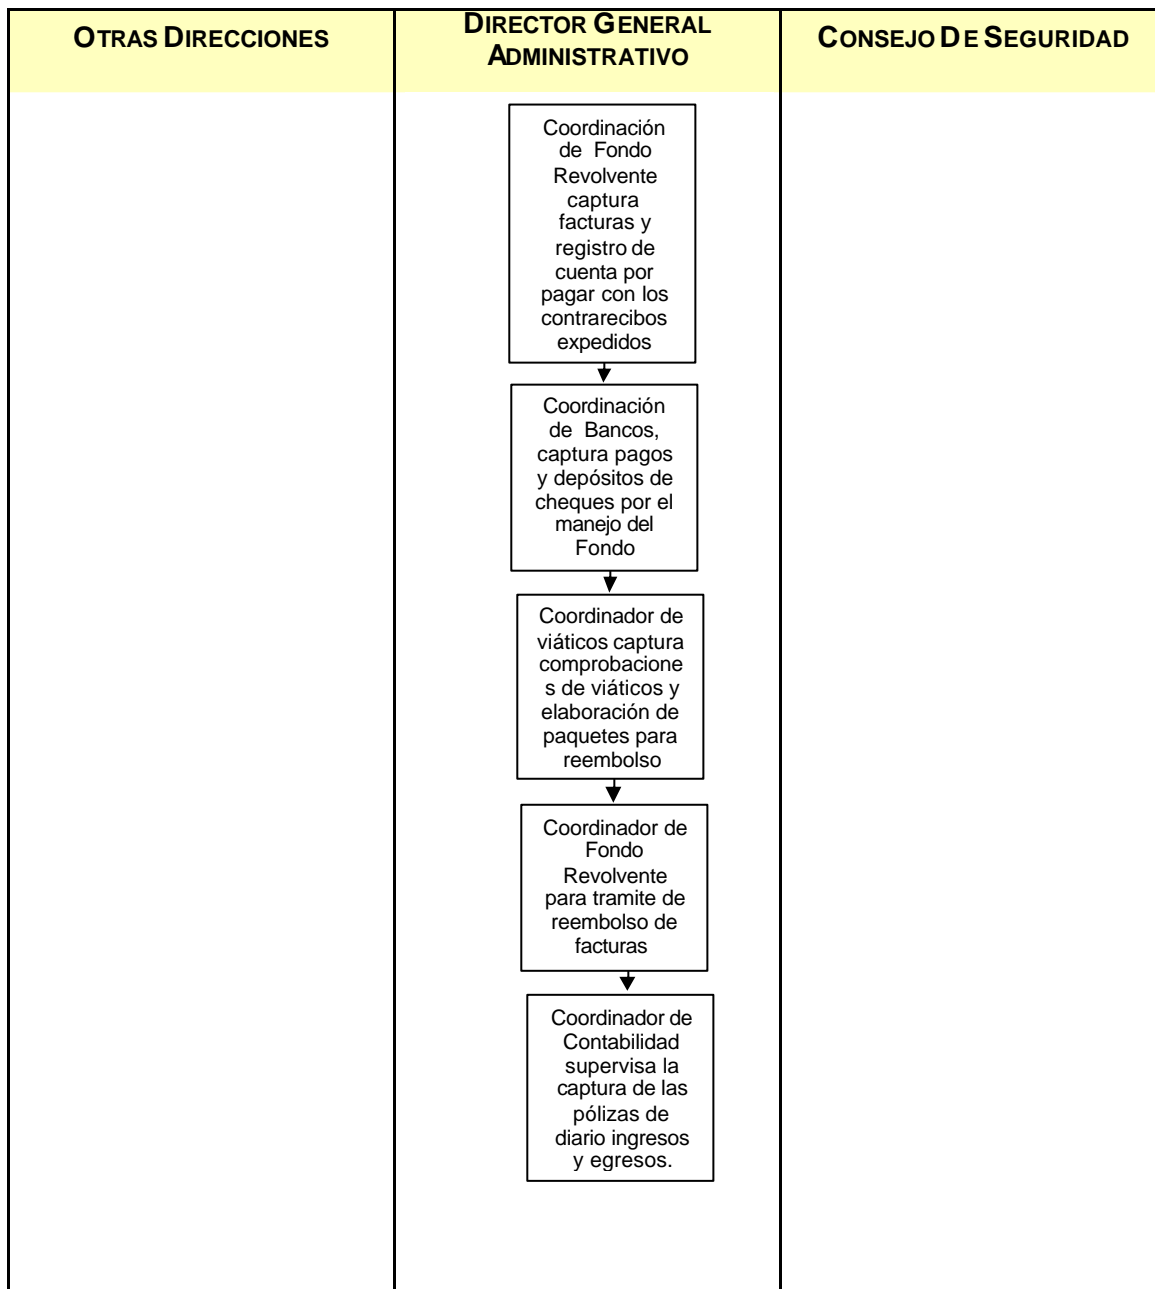 OTRAS DIRECCIONES
DIRECTOR GENERAL
ADMINISTRATIVO
CONSEJO DE SEGURIDAD
Coordinación
de Fondo
Revolvente
captura
facturas y
registro de
cuenta por
pagar con los
contrarecibos
expedidos
Coordinación
de Bancos,
captura pagos
y depósitos de
cheques por el
manejo del
Fondo
Coordinador de
viáticos captura
comprobacione
s de viáticos y
elaboración de
paquetes para
reembolso
Coordinador de
Fondo
Revolvente
para tramite de
reembolso de
facturas
Coordinador de
Contabilidad
supervisa la
captura de las
pólizas de
diario ingresos
y egresos.